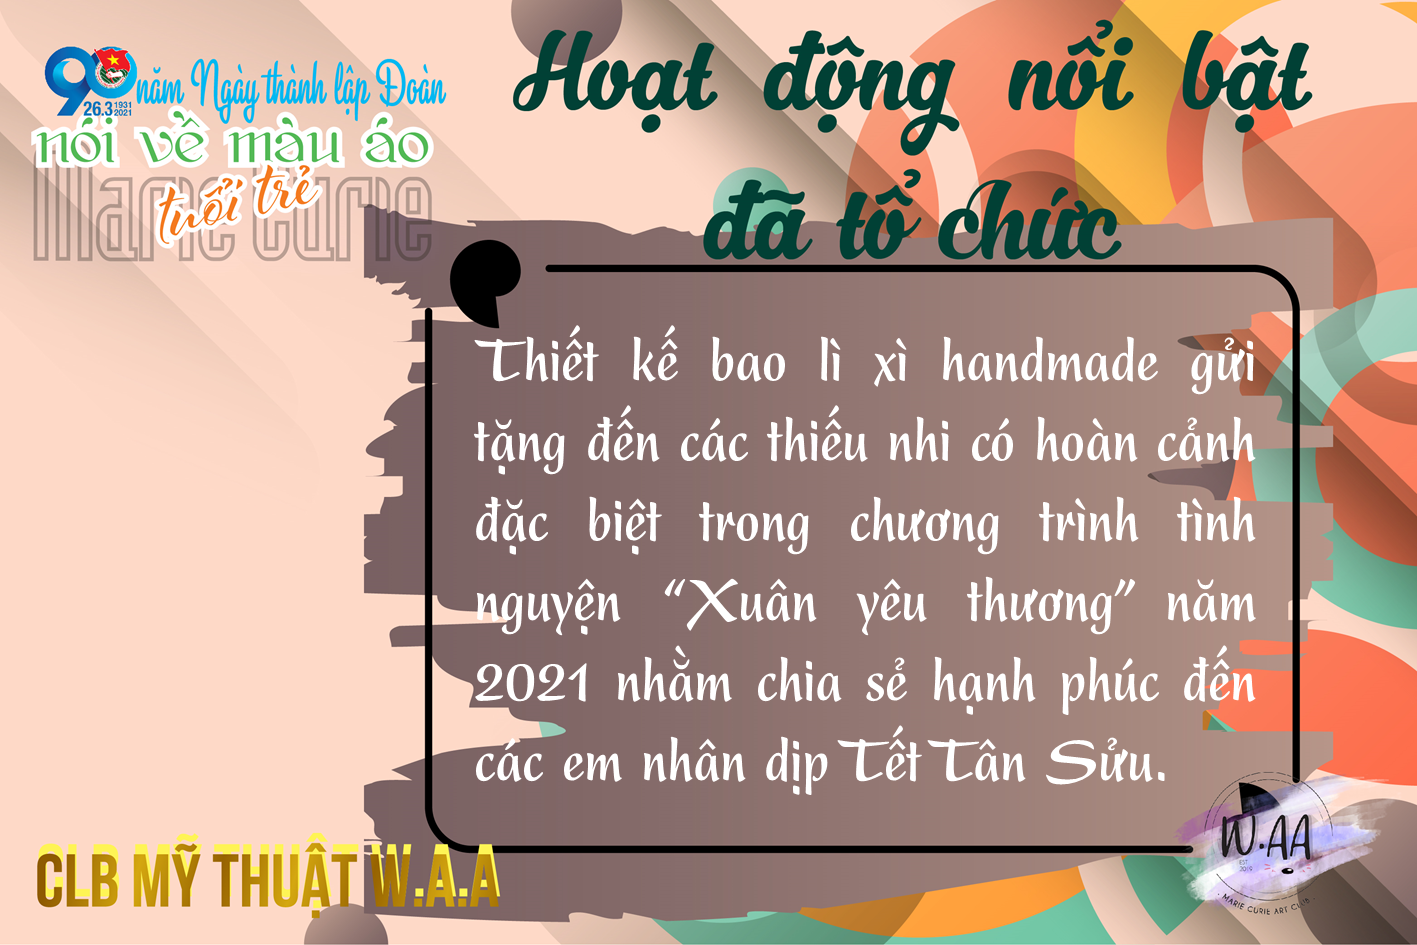 90 năm Ngày thành lập Đoàn
26.3 1931
2021
nói về màu áo
tuổi trẻ
Marie Curie
Hoạt động nổi bật
đã tổ chức
Thiết kế bao lì xì handmade gửi
tặng đến các thiếu nhi có hoàn cảnh
đặc biệt trong chương trình tình
nguyện “Xuân yêu thương” năm
2021 nhằm chia sẻ hạnh phúc đến
các em nhân dịp Tết Tân Sửu.
CLB MỸ THUẬT W.A.A
W.AA
EST
2019
MARIE CURIE ART CLUB